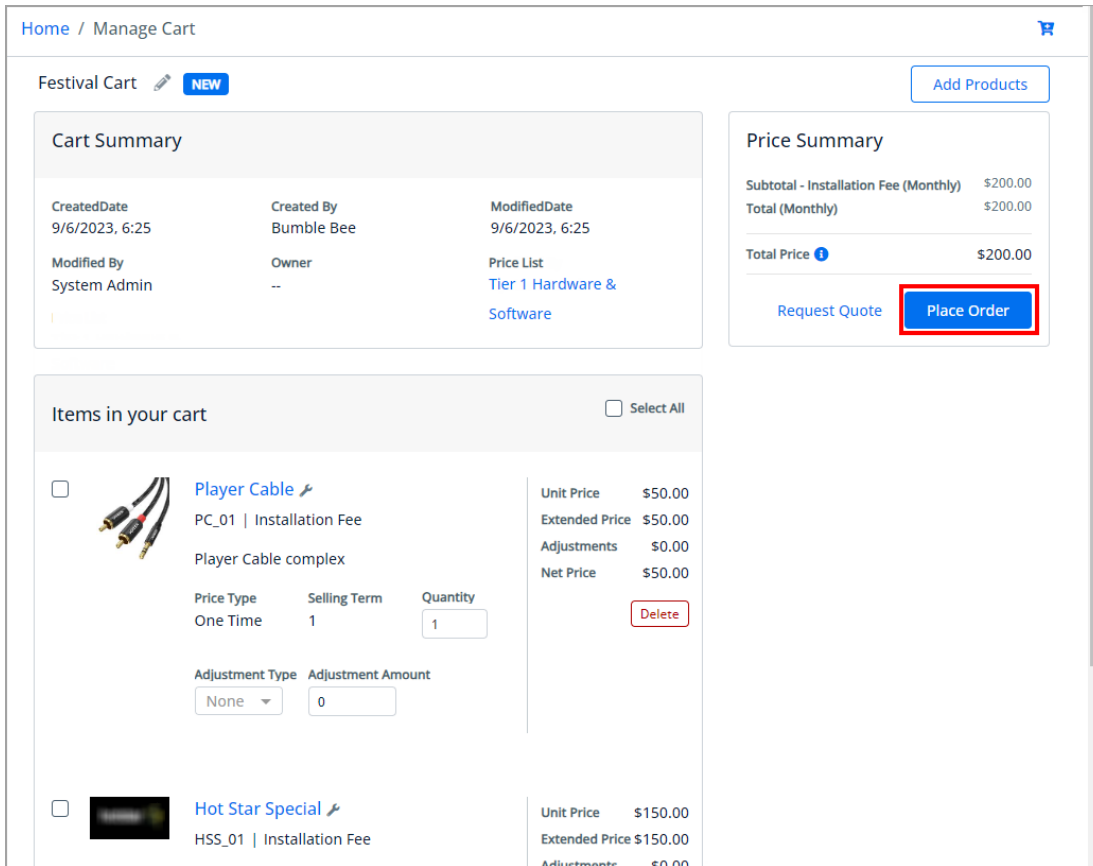 Home / Manage Cart
Festival Cart NEW
Add Products
Cart Summary
CreatedDate Created By ModifiedDate
9/6/2023, 6:25 Bumble Bee 9/6/2023, 6:25
Modified By Owner Price List
System Admin -- Tier 1 Hardware &
Software
Price Summary
Subtotal - Installation Fee (Monthly) $200.00
Total (Monthly) $200.00
Total Price $200.00
Request Quote Place Order
Items in your cart Select All
Player Cable
PC_01 | Installation Fee
Player Cable complex
Price Type Selling Term Quantity
One Time 1 1
Adjustment Type Adjustment Amount
None 0
Unit Price $50.00
Extended Price $50.00
Adjustments $0.00
Net Price $50.00
Delete
Hot Star Special
HSS_01 | Installation Fee
Unit Price $150.00
Extended Price $150.00
Adjustments $0.00